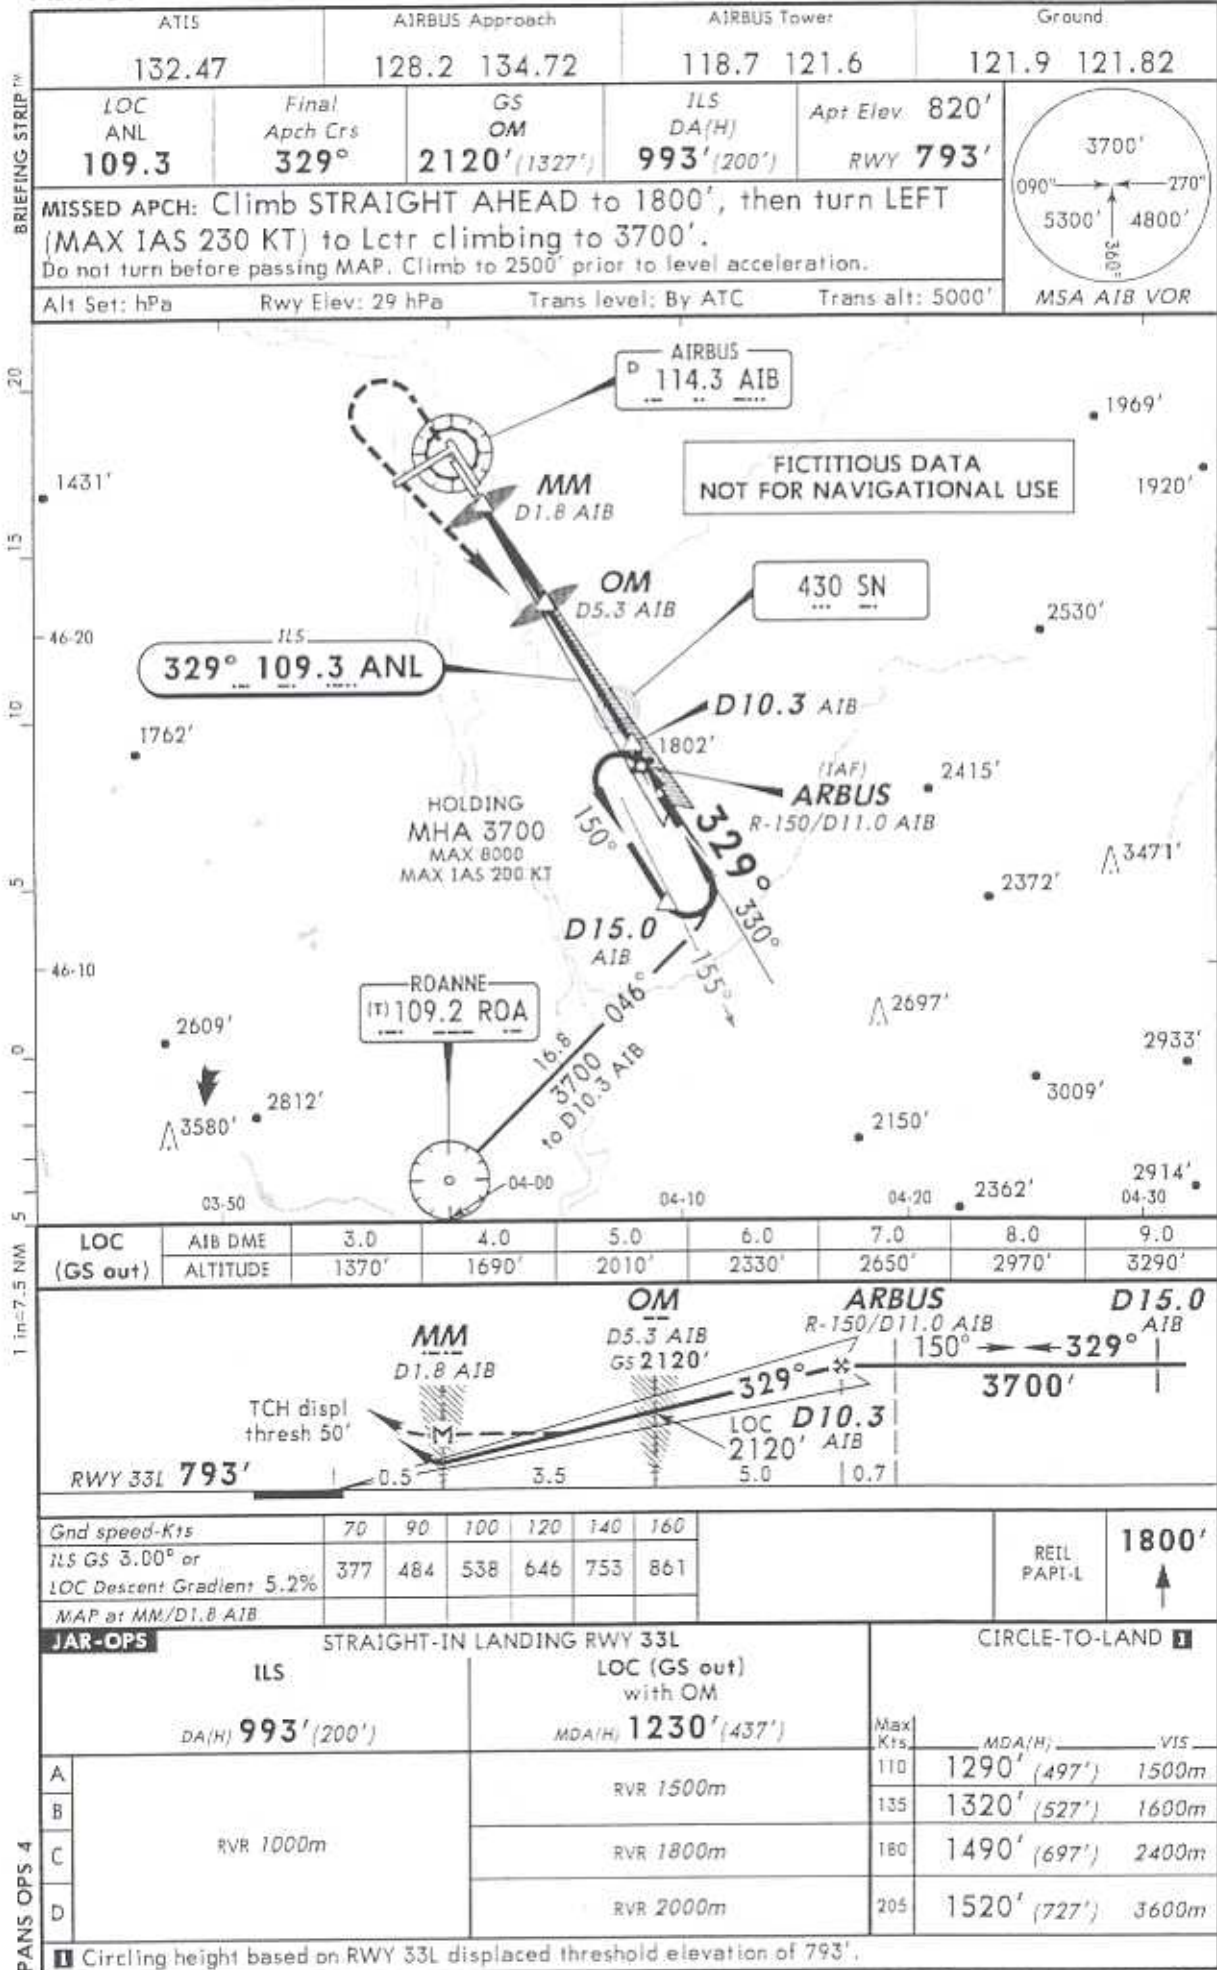 ATIS
132.47
AIRBUS Approach
128.2 134.72
AIRBUS Tower
118.7 121.6
Ground
121.9 121.82
BRIEFING STRIP™
LOC
ANL
109.3
Final
Apch Crs
329°
GS
OM
2120'(1327')
ILS
DA(H)
993'(200')
Apt Elev 820'
RWY 793'
3700'
090°
270°
5300'
4800'
360°
MSA AIB VOR
MISSED APCH: Climb STRAIGHT AHEAD to 1800', then turn LEFT
(MAX IAS 230 KT) to Lctr climbing to 3700'.
Do not turn before passing MAP. Climb to 2500' prior to level acceleration.
Alt Set: hPa Rwy Elev: 29 hPa Trans level: By ATC Trans alt: 5000'
AIRBUS
D 114.3 AIB
1969'
FICTITIOUS DATA
NOT FOR NAVIGATIONAL USE
1920'
1431'
MM
D1.8 AIB
OM
D5.3 AIB
430 SN
2530'
46-20
ILS
329° 109.3 ANL
D10.3 AIB
1762'
1802'
(IAF)
ARBUS
R-150/D11.0 AIB
2415'
HOLDING
MHA 3700
MAX 8000
MAX IAS 200 KT
150°
329°
330°
3471'
2372'
D15.0
AIB
155°
46-10
ROANNE
(T) 109.2 ROA
046°
16.8
3700
to D10.3 AIB
2697'
2609'
2933'
3009'
2812'
3580'
2150'
2914'
2362'
03-50
04-00
04-10
04-20
04-30
20
15
10
5
0
5
1 in=7.5 NM
LOC
(GS out)
AIB DME 3.0 4.0 5.0 6.0 7.0 8.0 9.0
ALTITUDE 1370' 1690' 2010' 2330' 2650' 2970' 3290'
MM
D1.8 AIB
OM
D5.3 AIB
GS 2120'
ARBUS
R-150/D11.0 AIB
D15.0
AIB
150°
329°
3700'
329°
TCH displ
thresh 50'
M
LOC
2120'
D10.3
AIB
RWY 33L 793'
0.5
3.5
5.0
0.7
Gnd speed-Kts 70 90 100 120 140 160
ILS GS 3.00° or
LOC Descent Gradient 5.2%
377 484 538 646 753 861
MAP at MM/D1.8 AIB
REIL
PAPI-L
1800'
JAR-OPS
STRAIGHT-IN LANDING RWY 33L
CIRCLE-TO-LAND 1
ILS
DA(H) 993'(200')
LOC (GS out)
with OM
MDA(H) 1230'(437')
Max
Kts
MDA(H)
VIS
A
B
C
D
RVR 1000m
RVR 1500m
RVR 1800m
RVR 2000m
110 1290' (497') 1500m
135 1320' (527') 1600m
180 1490' (697') 2400m
205 1520' (727') 3600m
1 Circling height based on RWY 33L displaced threshold elevation of 793'.
PANS OPS 4